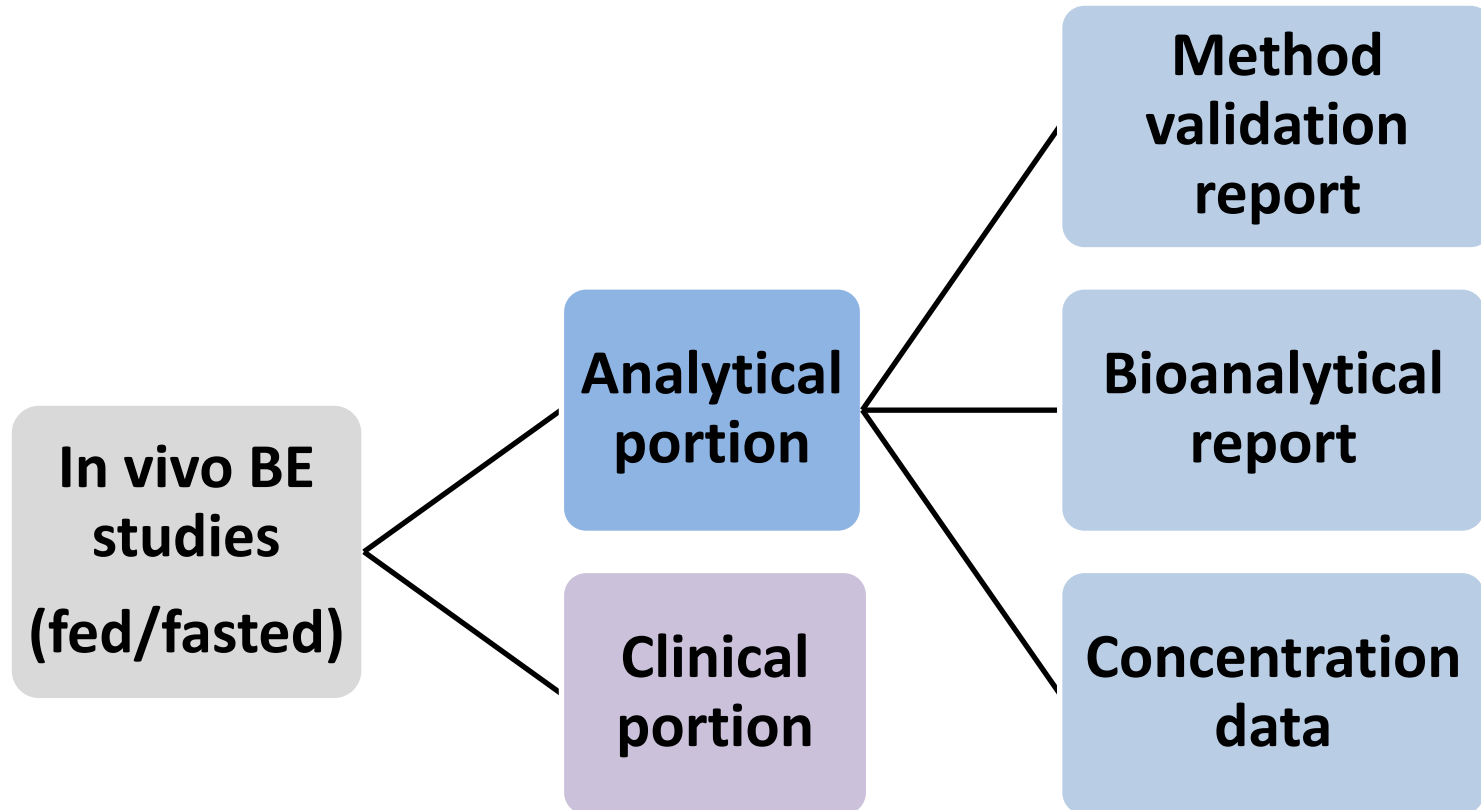 In vivo BE
studies
(fed/fasted)
Analytical
portion
Clinical
portion
Method
validation
report
Bioanalytical
report
Concentration
data